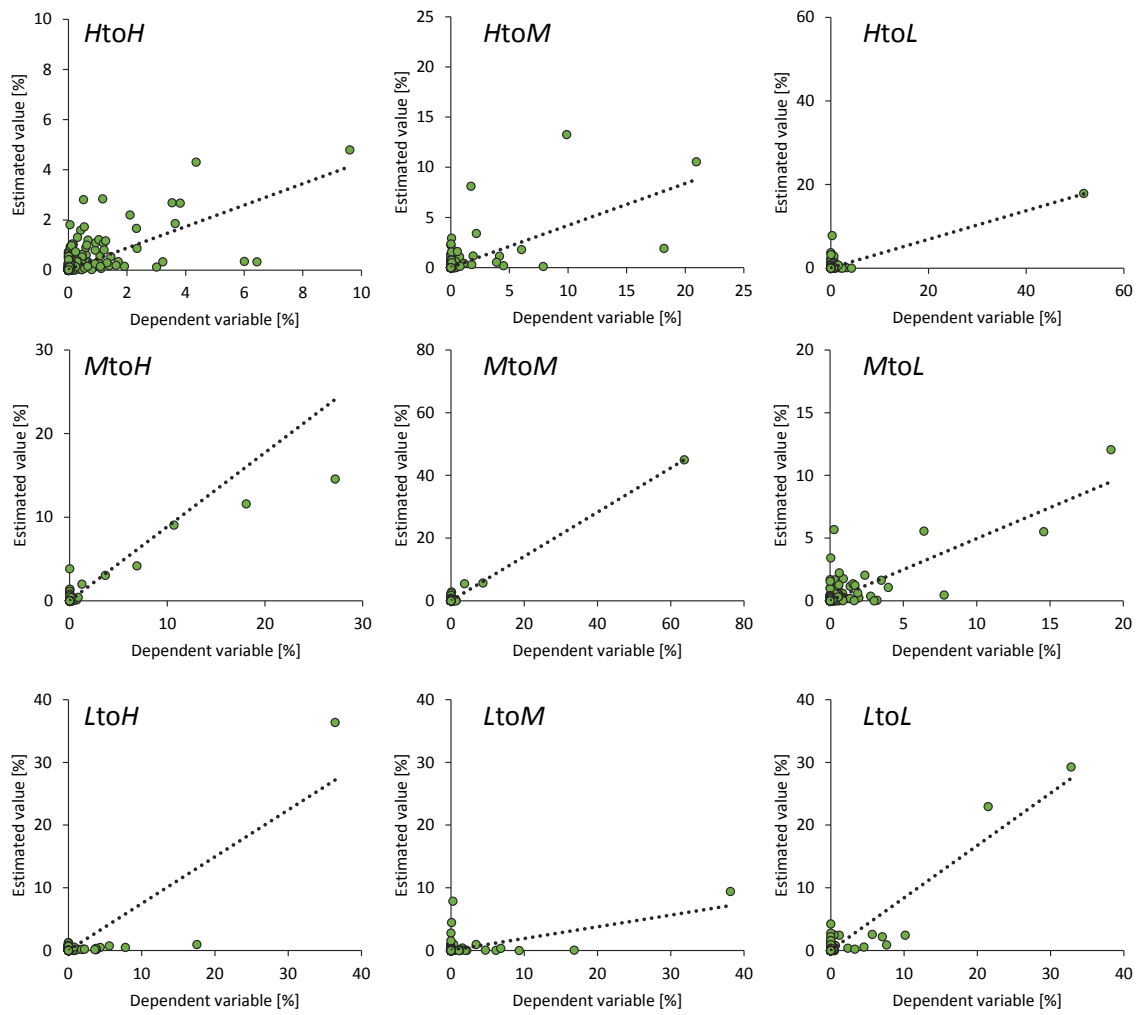 HtoH
Estimated value [%]
10
8
6
4
2
0
0 2 4 6 8 10
Dependent variable [%]
HtoM
Estimated value [%]
25
20
15
10
5
0
0 5 10 15 20 25
Dependent variable [%]
HtoL
Estimated value [%]
60
40
20
0
0 20 40 60
Dependent variable [%]
MtoH
Estimated value [%]
30
20
10
0
0 10 20 30
Dependent variable [%]
MtoM
Estimated value [%]
80
60
40
20
0
0 20 40 60 80
Dependent variable [%]
MtoL
Estimated value [%]
20
15
10
5
0
0 5 10 15 20
Dependent variable [%]
LtoH
Estimated value [%]
40
30
20
10
0
0 10 20 30 40
Dependent variable [%]
LtoM
Estimated value [%]
40
30
20
10
0
0 10 20 30 40
Dependent variable [%]
LtoL
Estimated value [%]
40
30
20
10
0
0 10 20 30 40
Dependent variable [%]